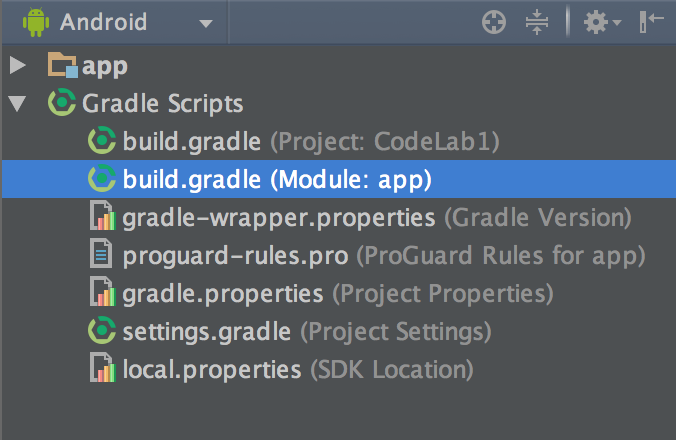 Android
app
Gradle Scripts
build.gradle (Project: CodeLab1)
build.gradle (Module: app)
gradle-wrapper.properties (Gradle Version)
proguard-rules.pro (ProGuard Rules for app)
gradle.properties (Project Properties)
settings.gradle (Project Settings)
local.properties (SDK Location)